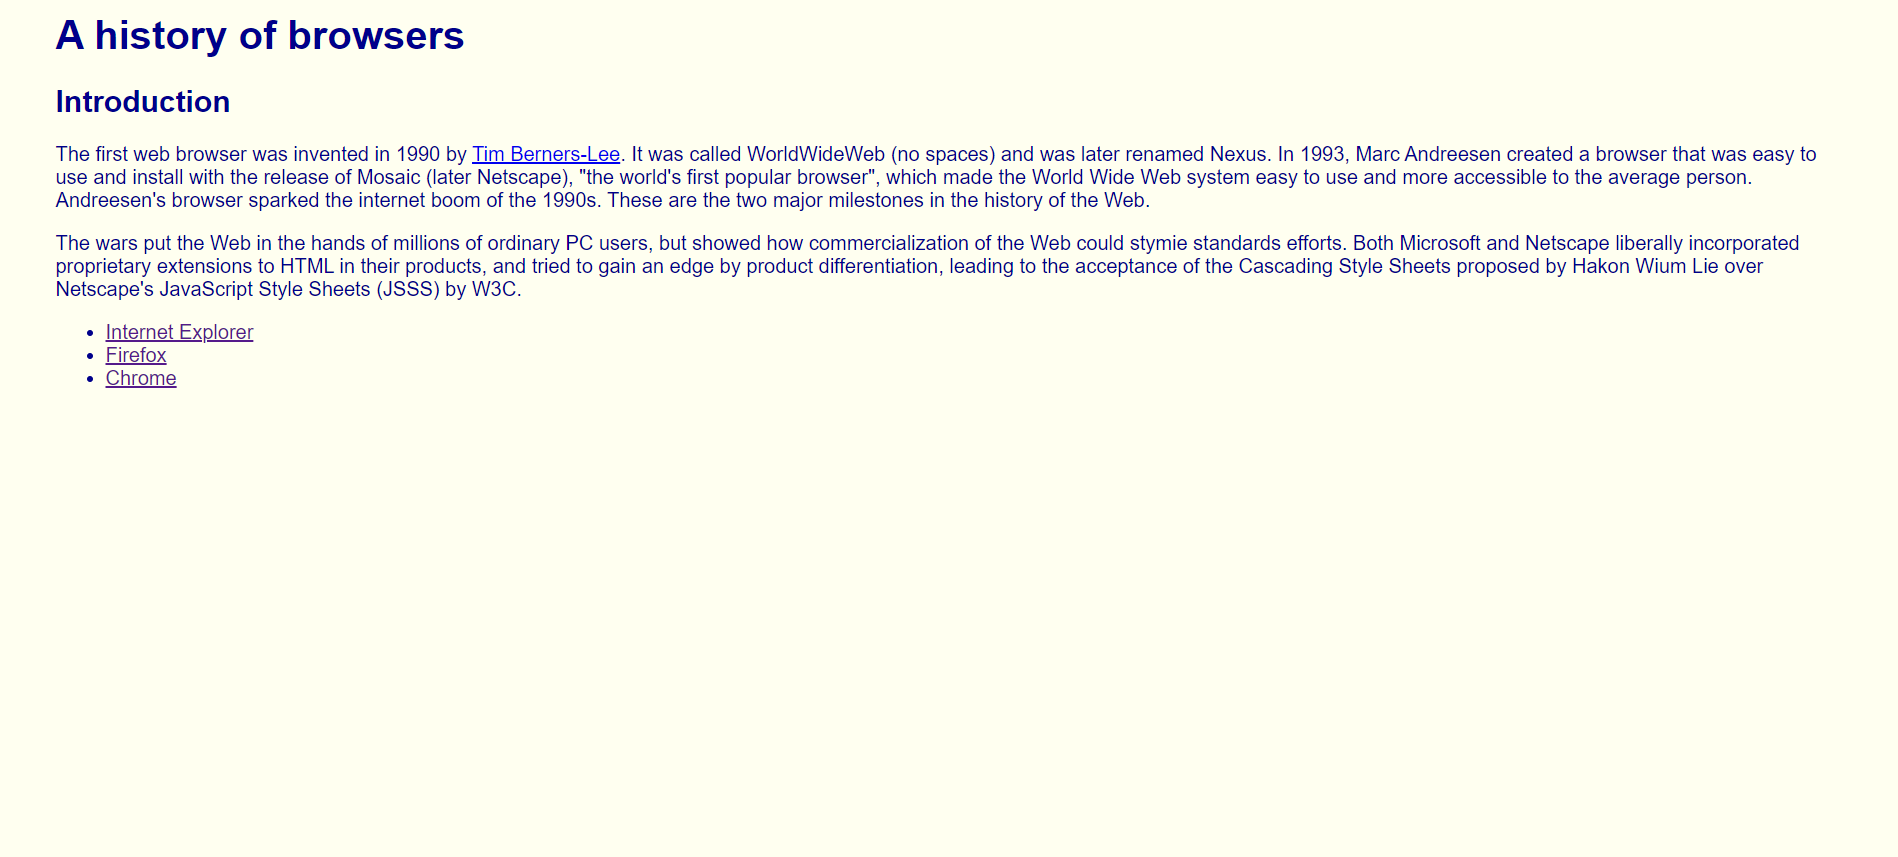 A history of browsers
Introduction
The first web browser was invented in 1990 by Tim Berners-Lee. It was called WorldWideWeb (no spaces) and was later renamed Nexus. In 1993, Marc Andreesen created a browser that was easy to
use and install with the release of Mosaic (later Netscape), "the world's first popular browser", which made the World Wide Web system easy to use and more accessible to the average person.
Andreesen's browser sparked the internet boom of the 1990s. These are the two major milestones in the history of the Web.
The wars put the Web in the hands of millions of ordinary PC users, but showed how commercialization of the Web could stymie standards efforts. Both Microsoft and Netscape liberally incorporated
proprietary extensions to HTML in their products, and tried to gain an edge by product differentiation, leading to the acceptance of the Cascading Style Sheets proposed by Hakon Wium Lie over
Netscape's JavaScript Style Sheets (JSSS) by W3C.
• Internet Explorer
• Firefox
• Chrome